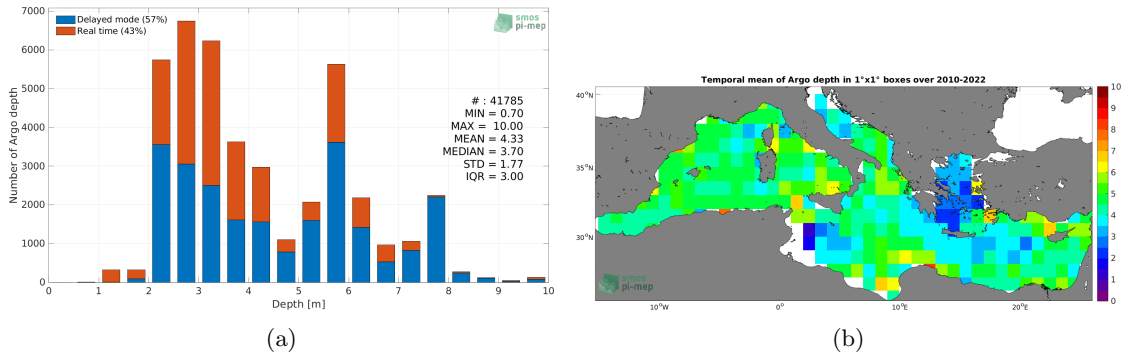 7000
6000
5000
4000
3000
2000
1000
0
Number of Argo depth
Delayed mode (57%)
Real time (43%)
smos
pi-mep
# : 41785
MIN = 0.70
MAX = 10.00
MEAN = 4.33
MEDIAN = 3.70
STD = 1.77
IQR = 3.00
0 1 2 3 4 5 6 7 8 9 10
Depth [m]
(a)
Temporal mean of Argo depth in 1°x1° boxes over 2010-2022
40°N
35°N
30°N
10°W 0° 10°E 20°E
smos
pi-mep
10
9
8
7
6
5
4
3
2
1
0
(b)